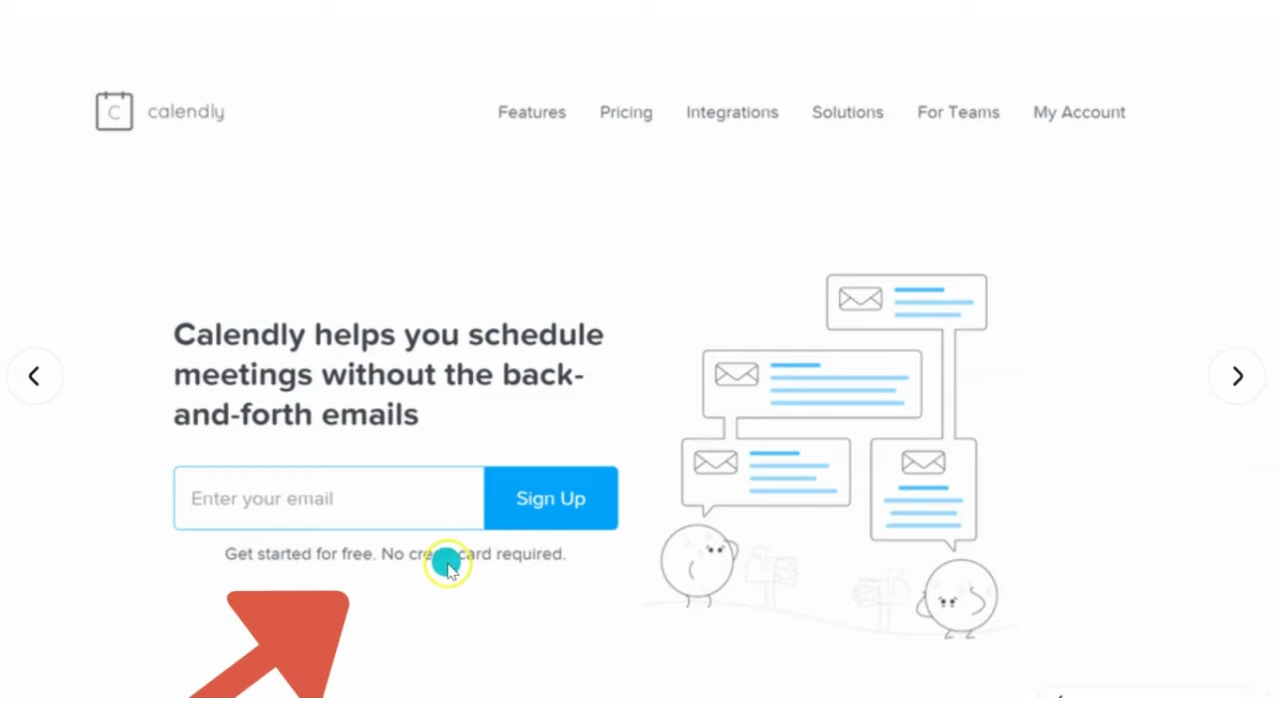 C calendly
Features Pricing Integrations Solutions For Teams My Account
Calendly helps you schedule
meetings without the back-
and-forth emails
Enter your email Sign Up
Get started for free. No credit card required.